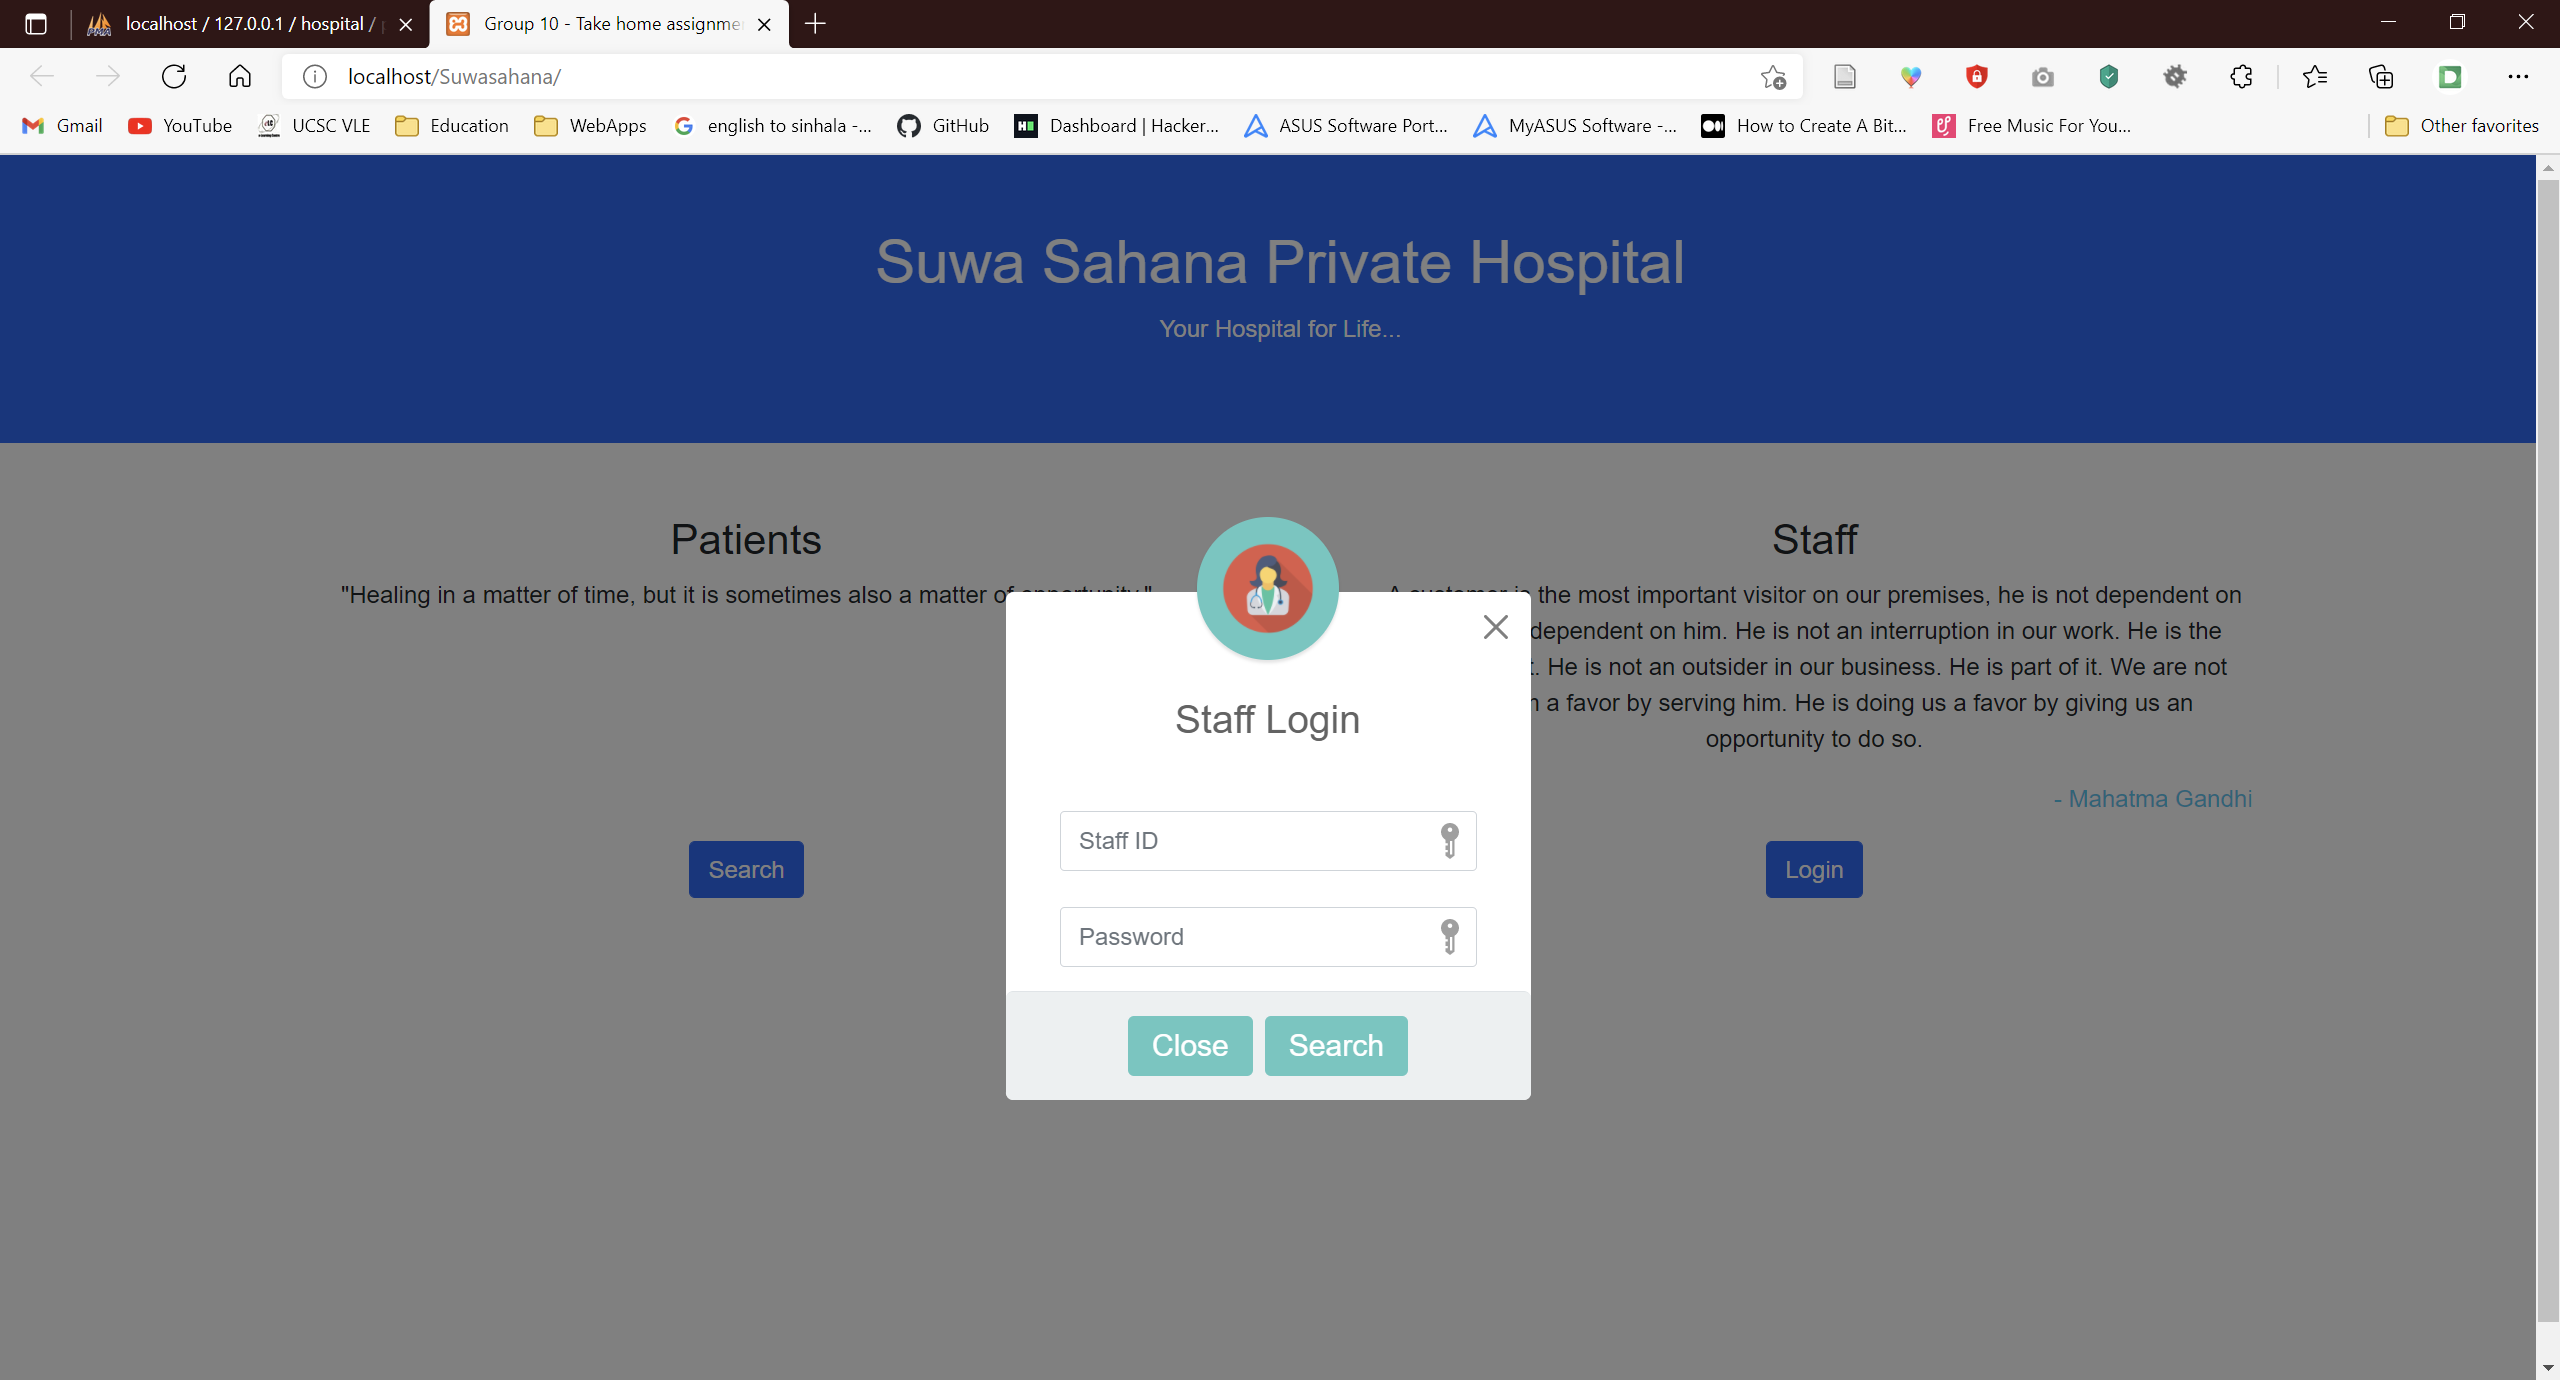 localhost / 127.0.0.1 / hospital /
Group 10 - Take home assignme
localhost/Suwasahana/
Gmail
YouTube
UCSC VLE
Education
WebApps
english to sinhala -...
GitHub
Dashboard | Hacker...
ASUS Software Port...
MyASUS Software -...
How to Create A Bit...
Free Music For You...
Other favorites
Suwa Sahana Private Hospital
Your Hospital for Life...
Patients
"Healing in a matter of time, but it is sometimes also a matter of opportunity."
Search
Staff
A customer is the most important visitor on our premises, he is not dependent on
dependent on him. He is not an interruption in our work. He is the
. He is not an outsider in our business. He is part of it. We are not
a favor by serving him. He is doing us a favor by giving us an
opportunity to do so.
- Mahatma Gandhi
Login
Staff Login
Staff ID
Password
Close
Search